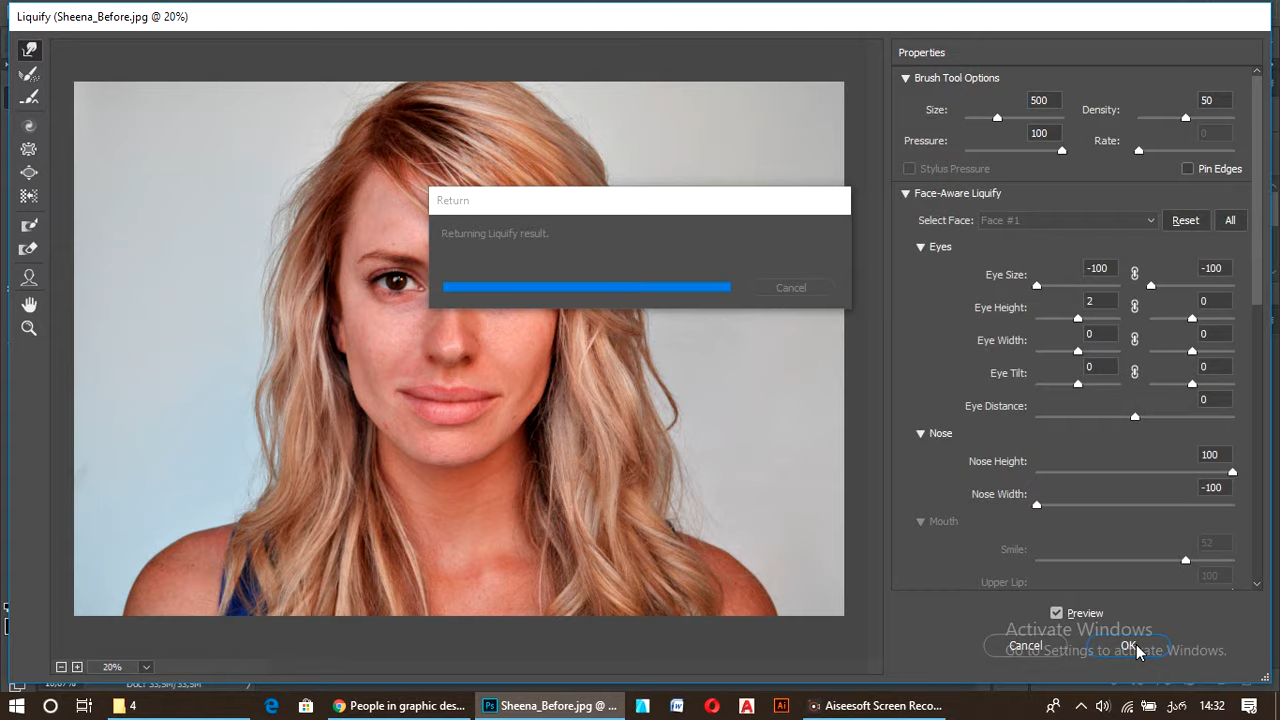 Liquify (Sheena_Before.jpg @ 20%)
Properties
Brush Tool Options
Size: 500 Density: 50
Pressure: 100 Rate: 0
Stylus Pressure Pin Edges
Face-Aware Liquify
Select Face: Face #1 Reset All
Eyes
Eye Size: -100 -100
Eye Height: 2 0
Eye Width: 0 0
Eye Tilt: 0 0
Eye Distance: 0
Nose
Nose Height: 100
Nose Width: -100
Mouth
Smile: 52
Upper Lip: 100
Return
Returning Liquify result.
Cancel
Preview
Activate Windows
Go to Settings to activate Windows.
Cancel OK
20%
4
People in graphic des...
Sheena_Before.jpg @ ...
Aiseesoft Screen Reco...
14:32